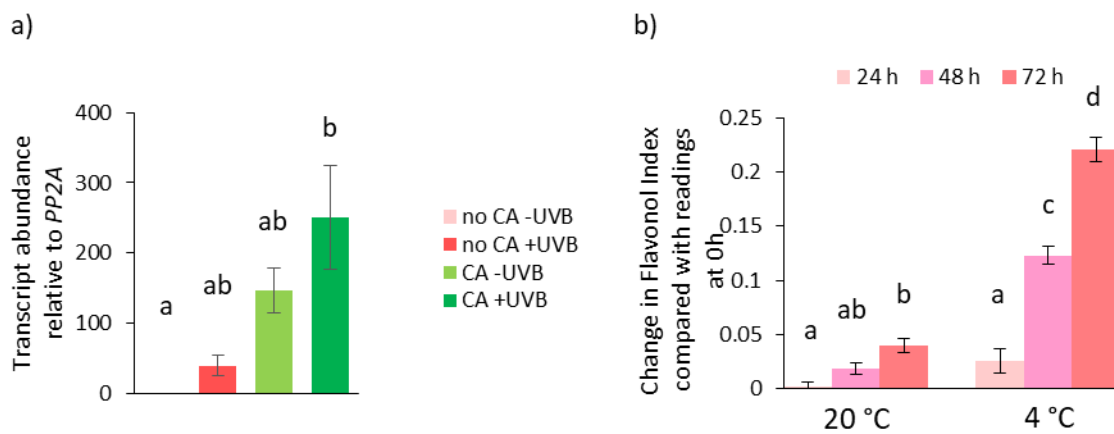 a)
Transcript abundance
relative to PP2A
400
300
200
100
0
a
ab
ab
b
no CA -UVB
no CA +UVB
CA -UVB
CA +UVB
b)
24 h
48 h
72 h
Change in Flavonol Index
compared with readings
at 0h
0.25
0.2
0.15
0.1
0.05
0
a
ab
b
a
c
d
20 °C
4 °C